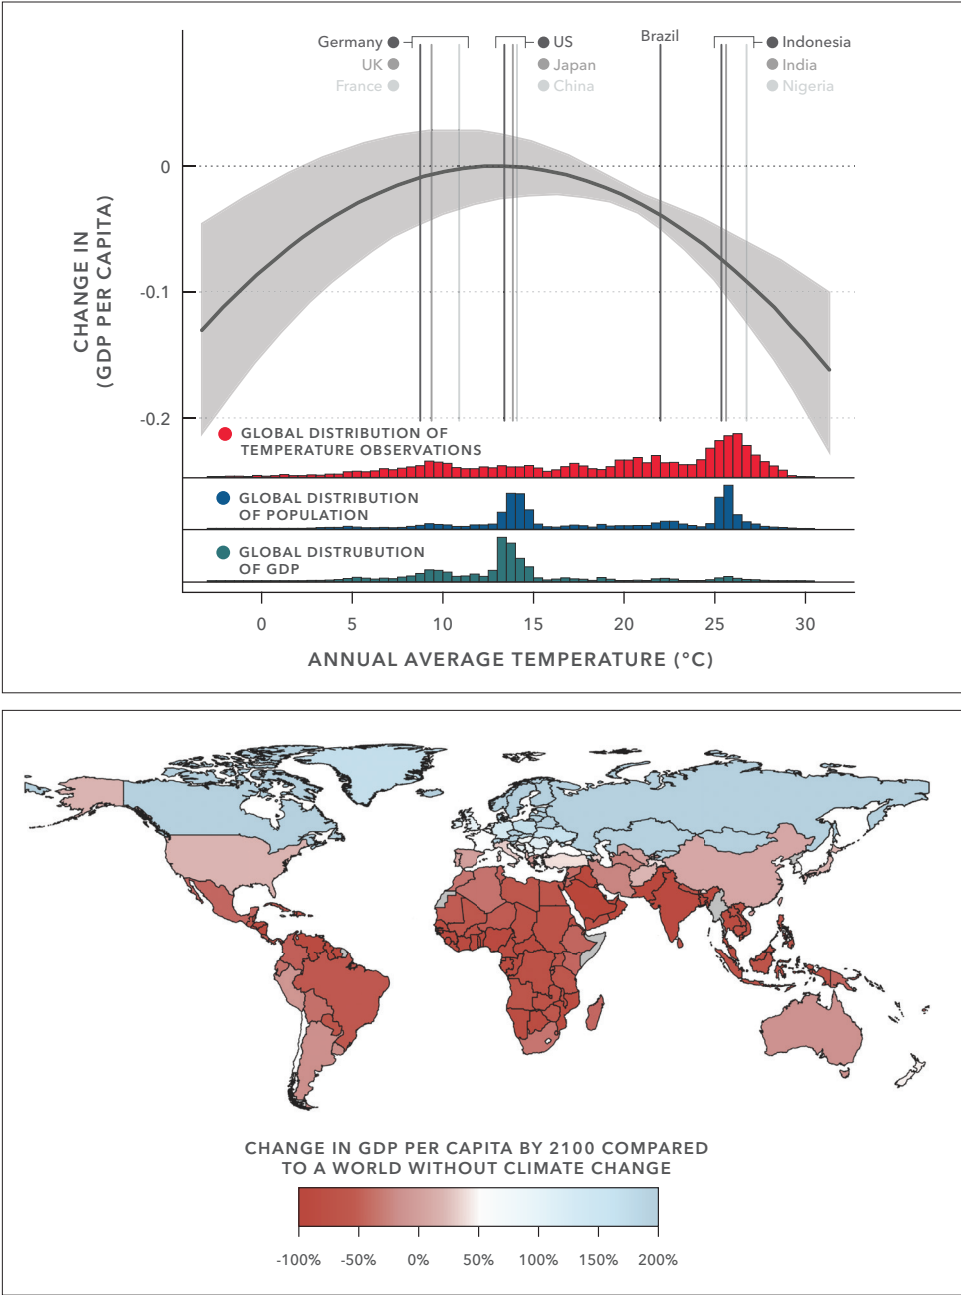 Germany
UK
France
US
Japan
China
Brazil
Indonesia
India
Nigeria
CHANGE IN
(GDP PER CAPITA)
0
-0.1
-0.2
GLOBAL DISTRIBUTION OF
TEMPERATURE OBSERVATIONS
GLOBAL DISTRIBUTION
OF POPULATION
GLOBAL DISTRUBUTION
OF GDP
0 5 10 15 20 25 30
ANNUAL AVERAGE TEMPERATURE (°C)
CHANGE IN GDP PER CAPITA BY 2100 COMPARED
TO A WORLD WITHOUT CLIMATE CHANGE
-100% -50% 0% 50% 100% 150% 200%